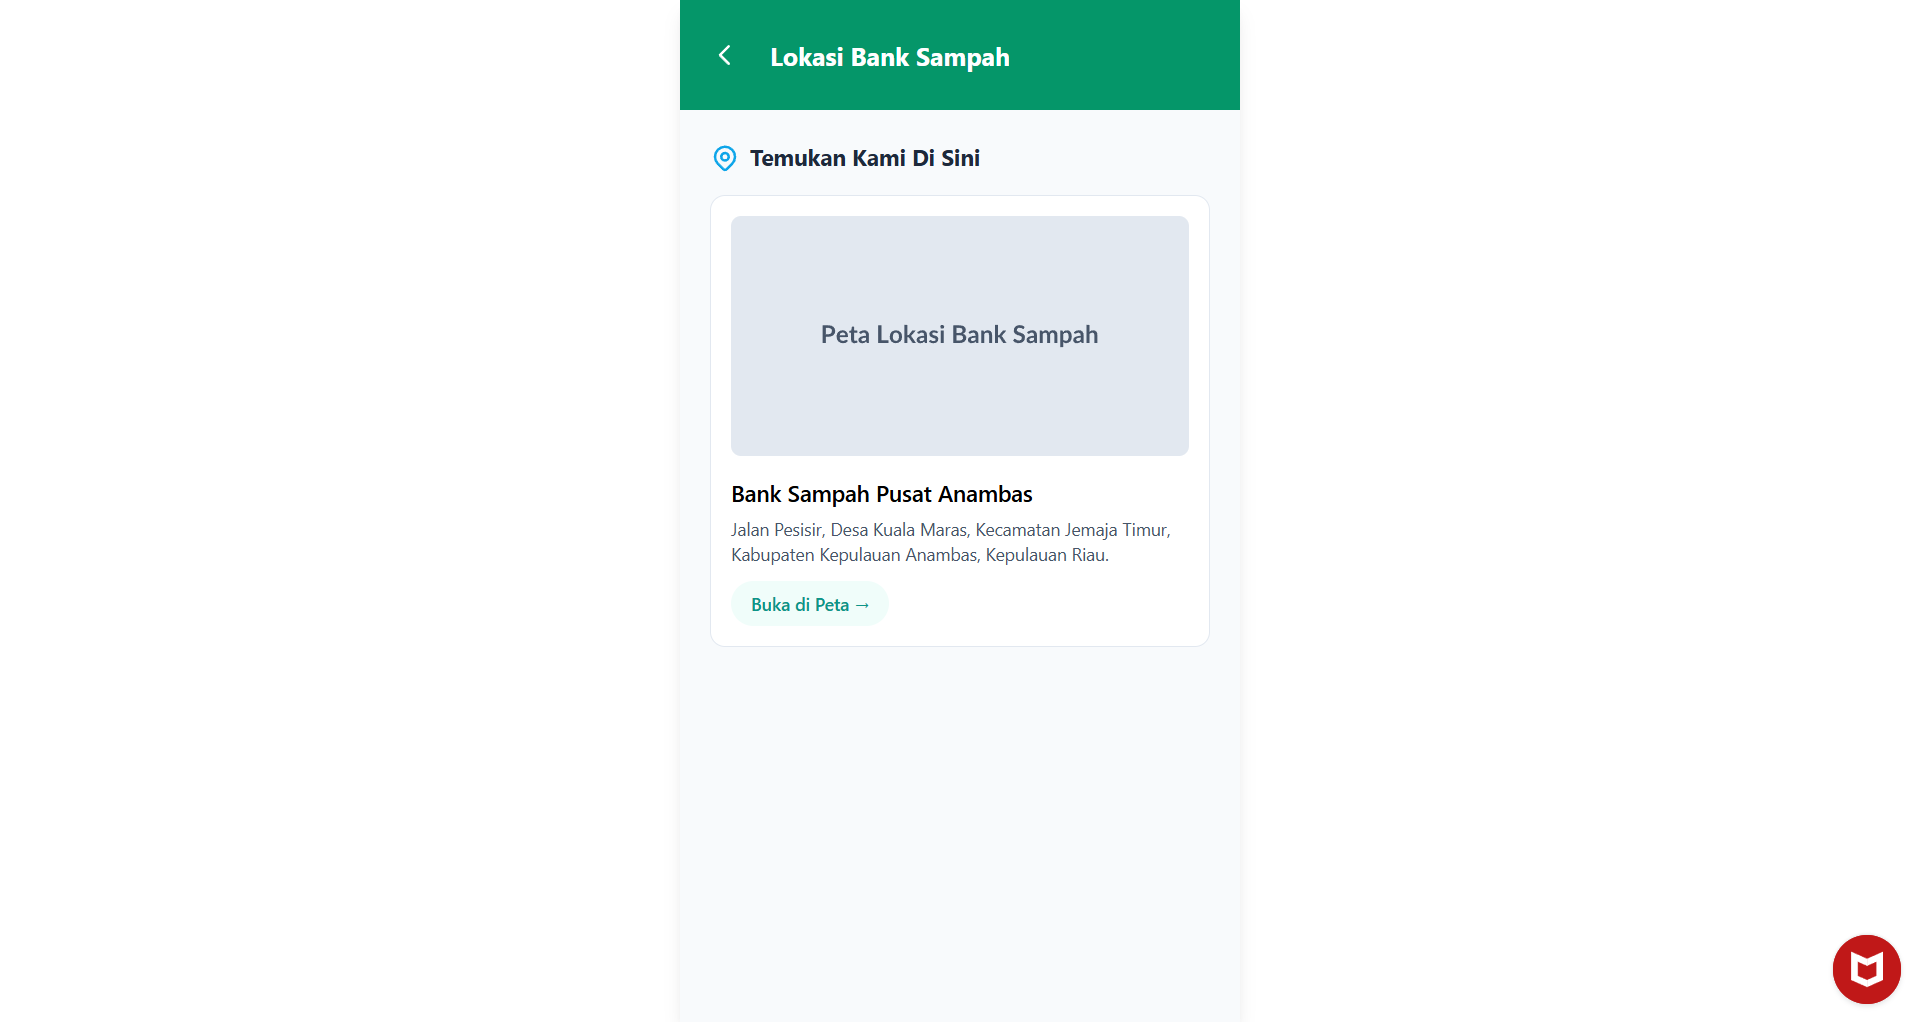 Lokasi Bank Sampah
Temukan Kami Di Sini
Peta Lokasi Bank Sampah
Bank Sampah Pusat Anambas
Jalan Pesisir, Desa Kuala Maras, Kecamatan Jemaja Timur,
Kabupaten Kepulauan Anambas, Kepulauan Riau.
Buka di Peta →